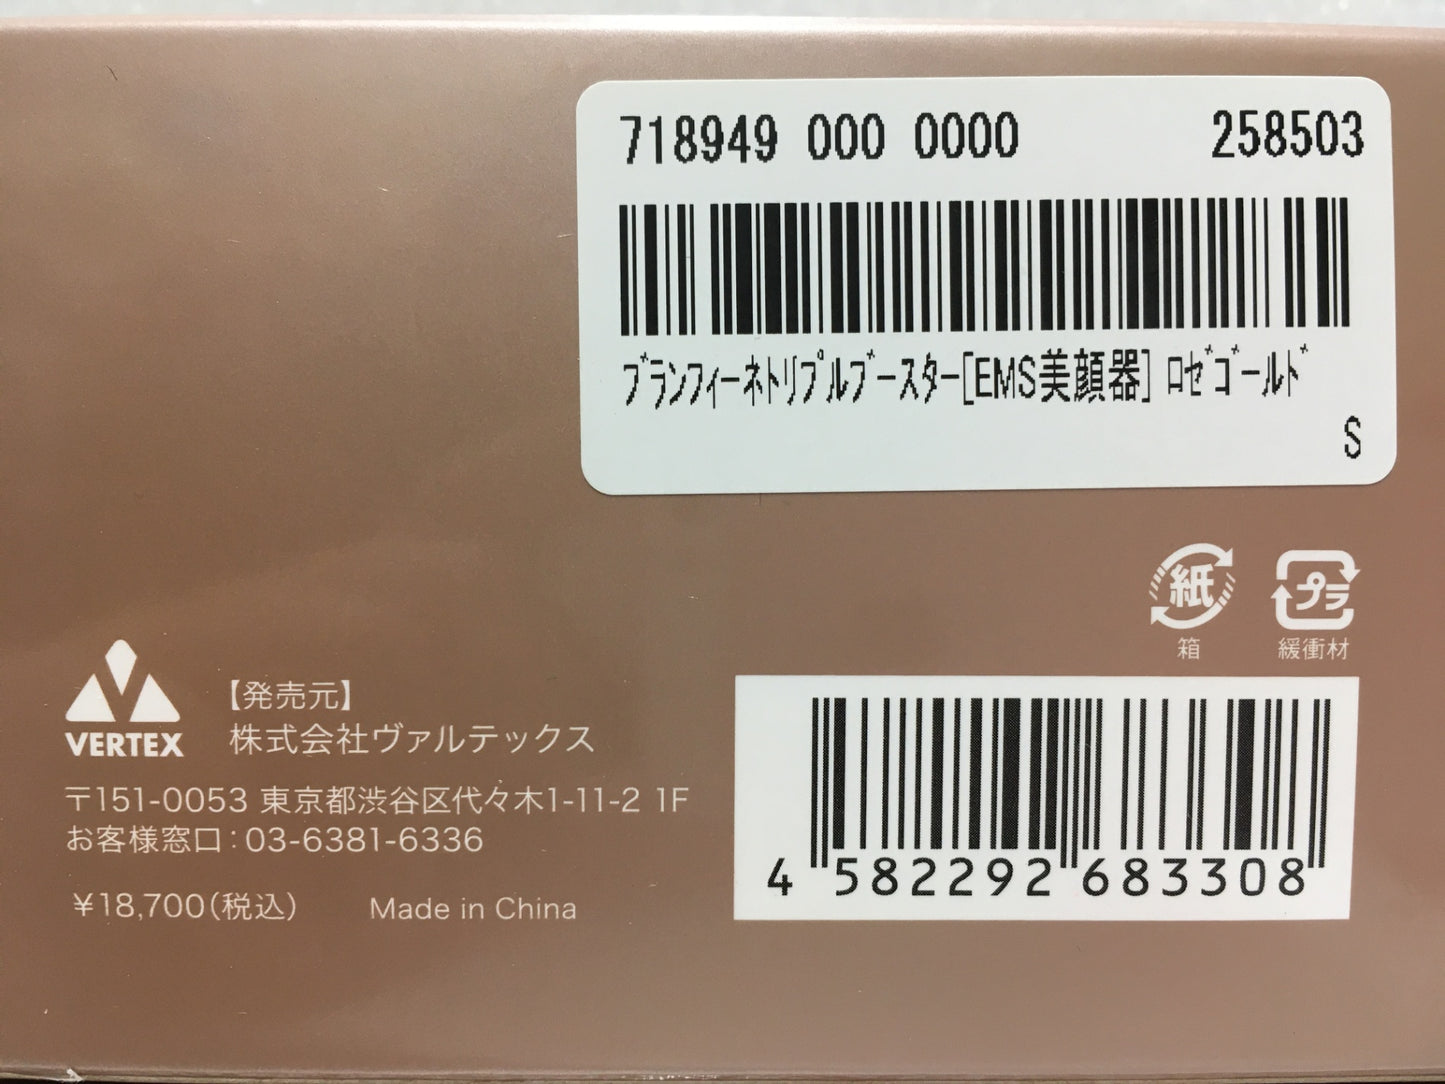 718949 000 0000 258503
ﾌﾞﾗﾝﾌｨｰﾈﾄﾘﾌﾟﾙﾌﾞｰｽﾀｰ[EMS美顔器] ﾛｾﾞｺﾞｰﾙﾄﾞ
S
紙 プラ
箱 緩衝材
VERTEX
【発売元】
株式会社ヴァルテックス
〒151-0053 東京都渋谷区代々木1-11-2 1F
お客様窓口：03-6381-6336
¥18,700(税込) Made in China
4 582292 683308